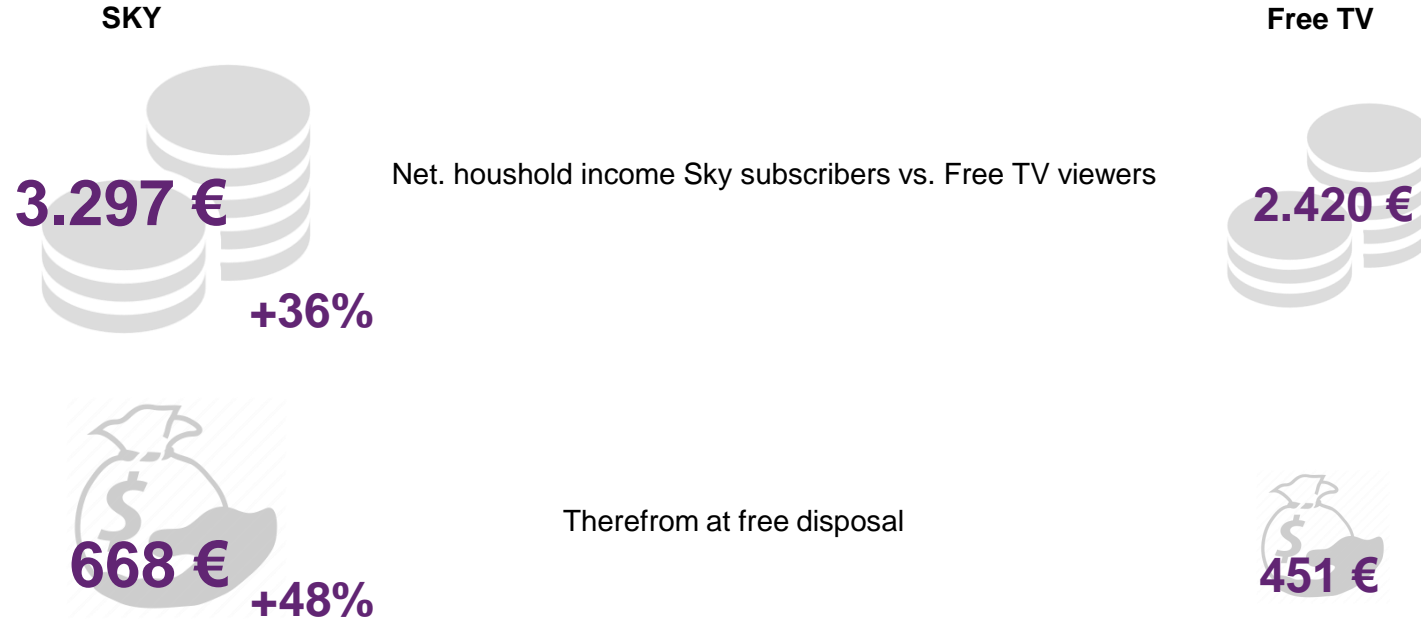 SKY
Free TV
Net. houshold income Sky subscribers vs. Free TV viewers
3.297 €
2.420 €
+36%
$
$
Therefrom at free disposal
668 €
451 €
+48%